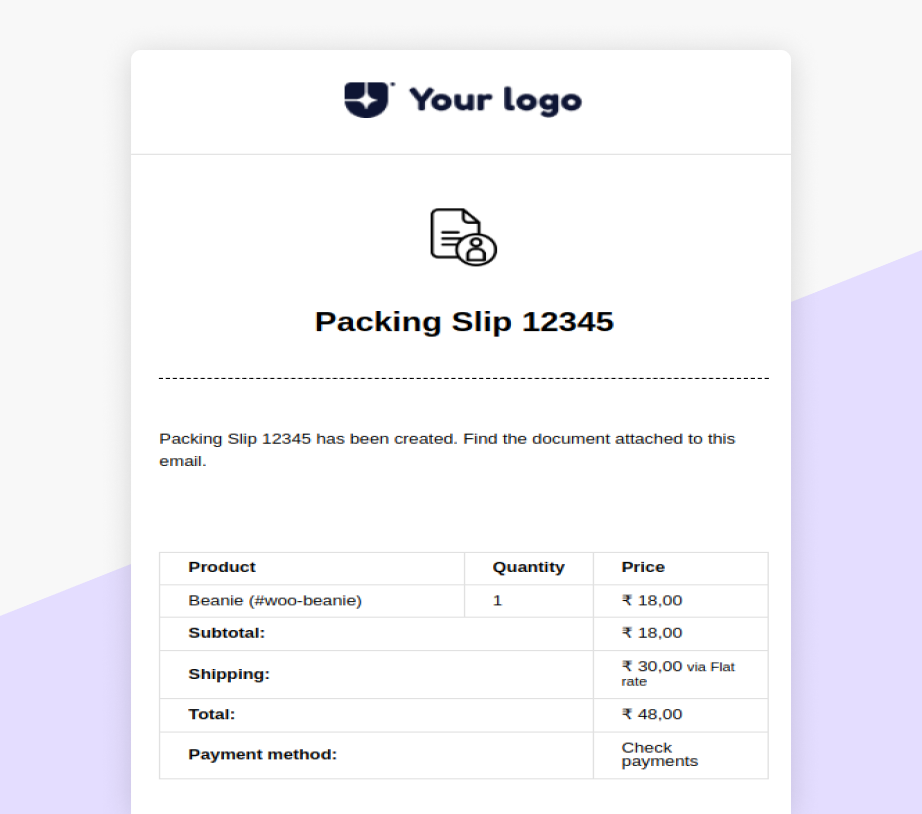 Your logo
Packing Slip 12345
Packing Slip 12345 has been created. Find the document attached to this
email.
Product Quantity Price
Beanie (#woo-beanie) 1 ₹ 18,00
Subtotal: ₹ 18,00
Shipping: ₹ 30,00 via Flat
rate
Total: ₹ 48,00
Payment method: Check
payments